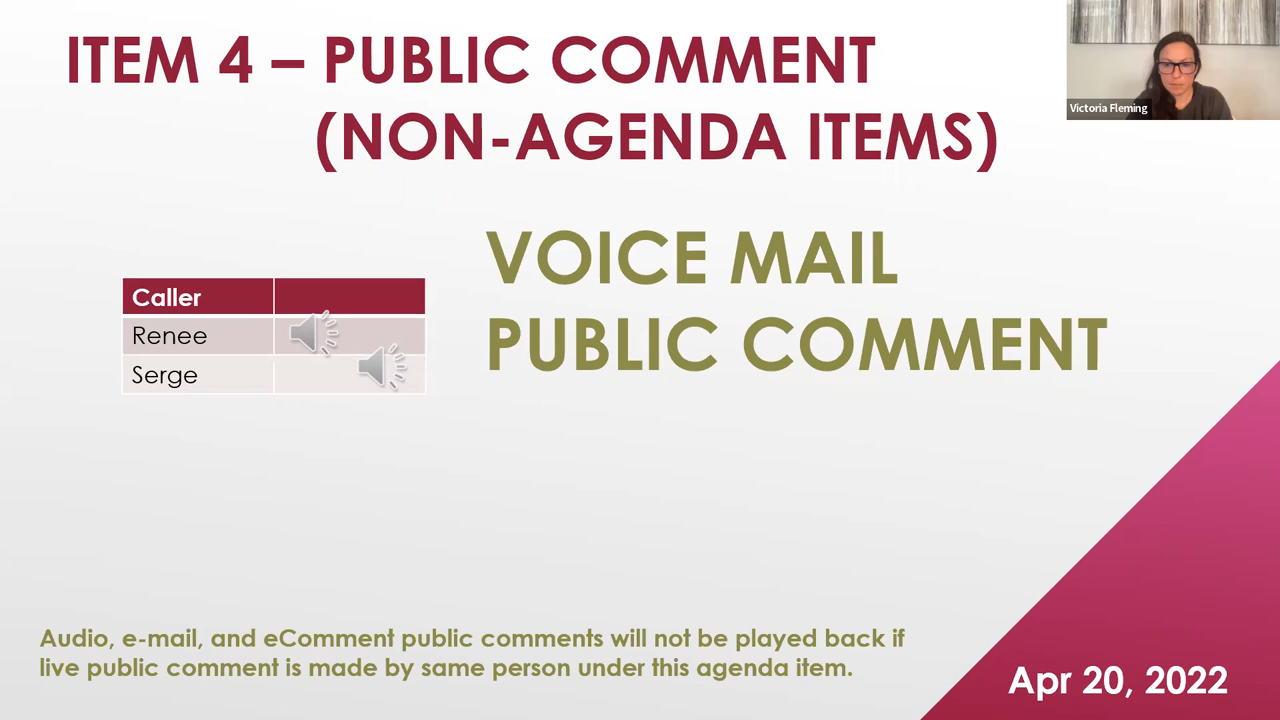 ITEM 4 – PUBLIC COMMENT
(NON-AGENDA ITEMS)
Victoria Fleming
VOICE MAIL
PUBLIC COMMENT
Caller
Renee
Serge
Audio, e-mail, and eComment public comments will not be played back if
live public comment is made by same person under this agenda item.
Apr 20, 2022